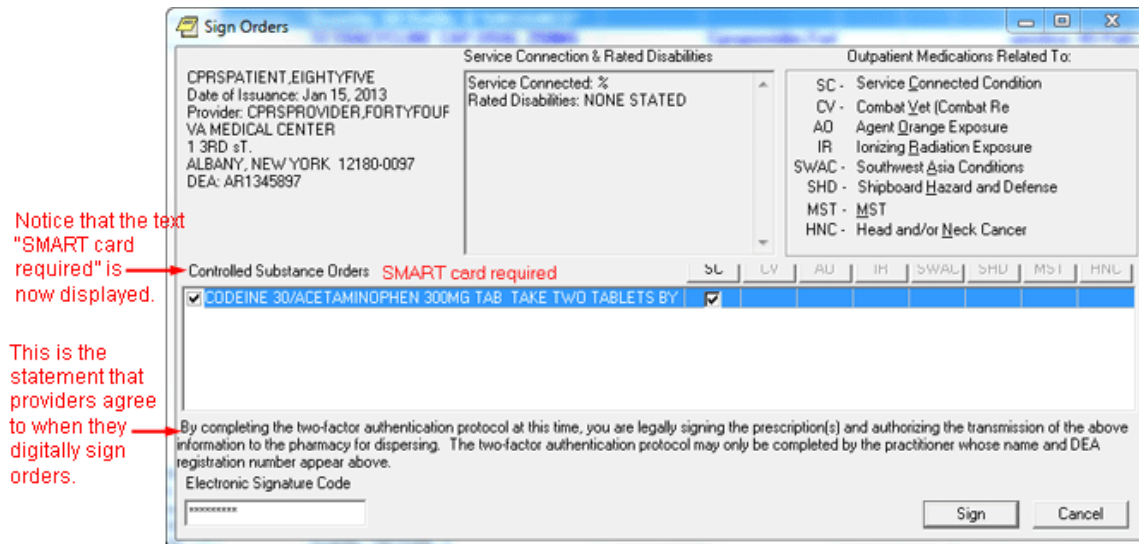 Sign Orders
CPRSPATIENT,EIGHTYFIVE
Date of Issuance: Jan 15, 2013
Provider: CPRSPROVIDER,FORTYFOUF
VA MEDICAL CENTER
1 3RD sT.
ALBANY, NEW YORK 12180-0097
DEA: AR1345897
Service Connection & Rated Disabilities
Service Connected: %
Rated Disabilities: NONE STATED
Outpatient Medications Related To:
SC - Service Connected Condition
CV - Combat Vet (Combat Re
AO Agent Orange Exposure
IR Ionizing Radiation Exposure
SWAC - Southwest Asia Conditions
SHD - Shipboard Hazard and Defense
MST - MST
HNC - Head and/or Neck Cancer
Notice that the text
"SMART card
required" is
now displayed.
Controlled Substance Orders SMART card required
SC CV AO IR SWAC SHD MST HNC
CODEINE 30/ACETAMINOPHEN 300MG TAB TAKE TWO TABLETS BY
This is the
statement that
providers agree
to when they
digitally sign
orders.
By completing the two-factor authentication protocol at this time, you are legally signing the prescription(s) and authorizing the transmission of the above
information to the pharmacy for dispersing. The two-factor authentication protocol may only be completed by the practitioner whose name and DEA
registration number appear above.
Electronic Signature Code
*********
Sign Cancel